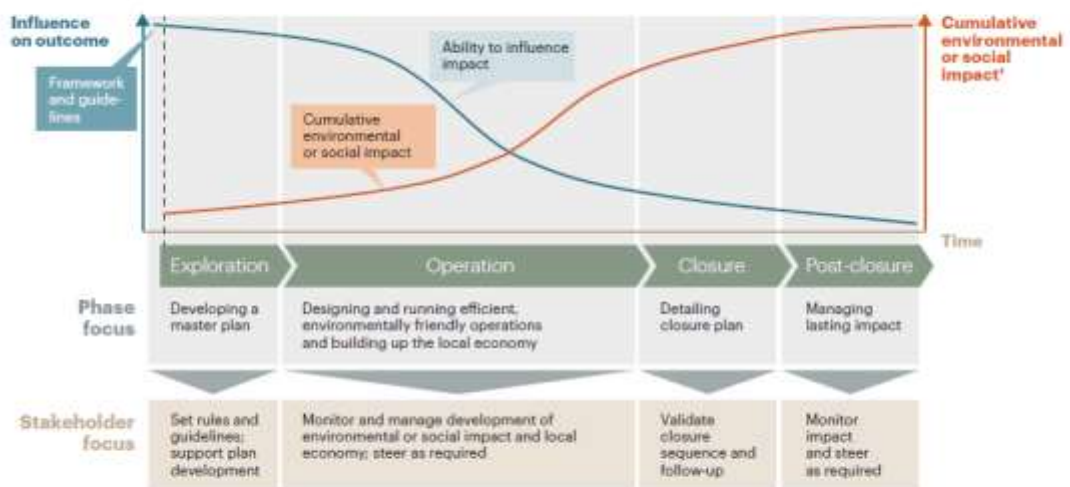 Influence
on outcome
Framework
and guide-
lines
Ability to influence
impact
Cumulative
environmental
or social impact
Cumulative
environmental
or social
impact¹
Time
Exploration
Operation
Closure
Post-closure
Phase
focus
Developing a
master plan
Designing and running efficient,
environmentally friendly operations
and building up the local economy
Detailing
closure plan
Managing
lasting impact
Stakeholder
focus
Set rules and
guidelines;
support plan
development
Monitor and manage development of
environmental or social impact and local
economy; steer as required
Validate
closure
sequence and
follow-up
Monitor
impact
and steer
as required